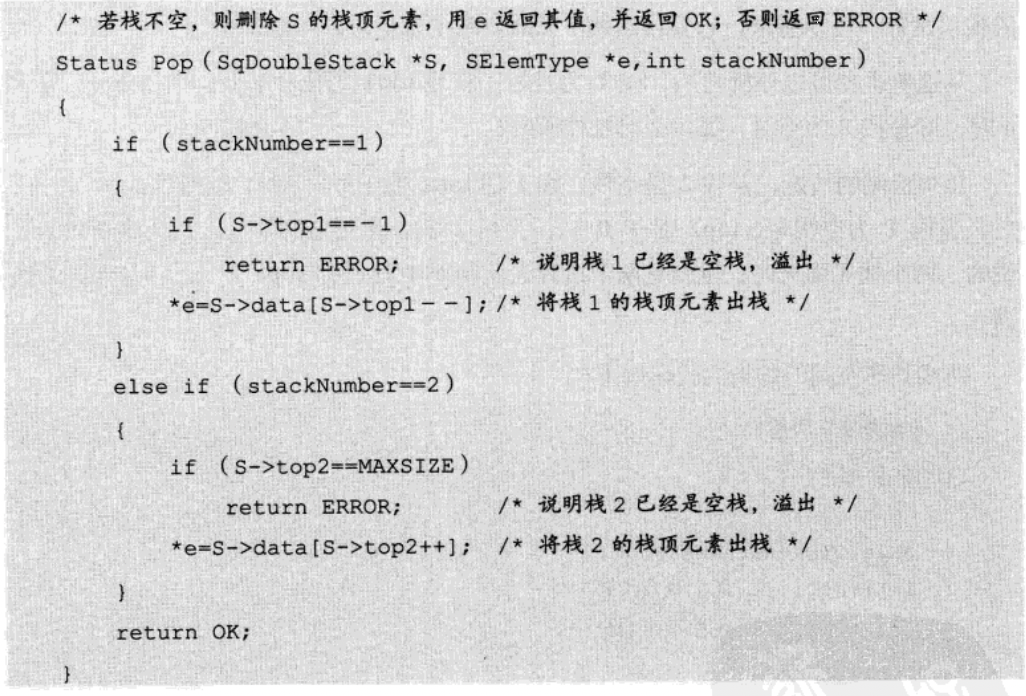 /* 若栈不空，则删除 S 的栈顶元素，用 e 返回其值，并返回 OK；否则返回 ERROR */
Status Pop (SqDoubleStack *S, SElemType *e,int stackNumber)
{
    if (stackNumber==1)
    {
        if (S->top1==-1)
            return ERROR;        /* 说明栈 1 已经是空栈，溢出 */
        *e=S->data[S->top1--]; /* 将栈 1 的栈顶元素出栈 */
    }
    else if (stackNumber==2)
    {
        if (S->top2==MAXSIZE)
            return ERROR;        /* 说明栈 2 已经是空栈，溢出 */
        *e=S->data[S->top2++]; /* 将栈 2 的栈顶元素出栈 */
    }
    return OK;
}